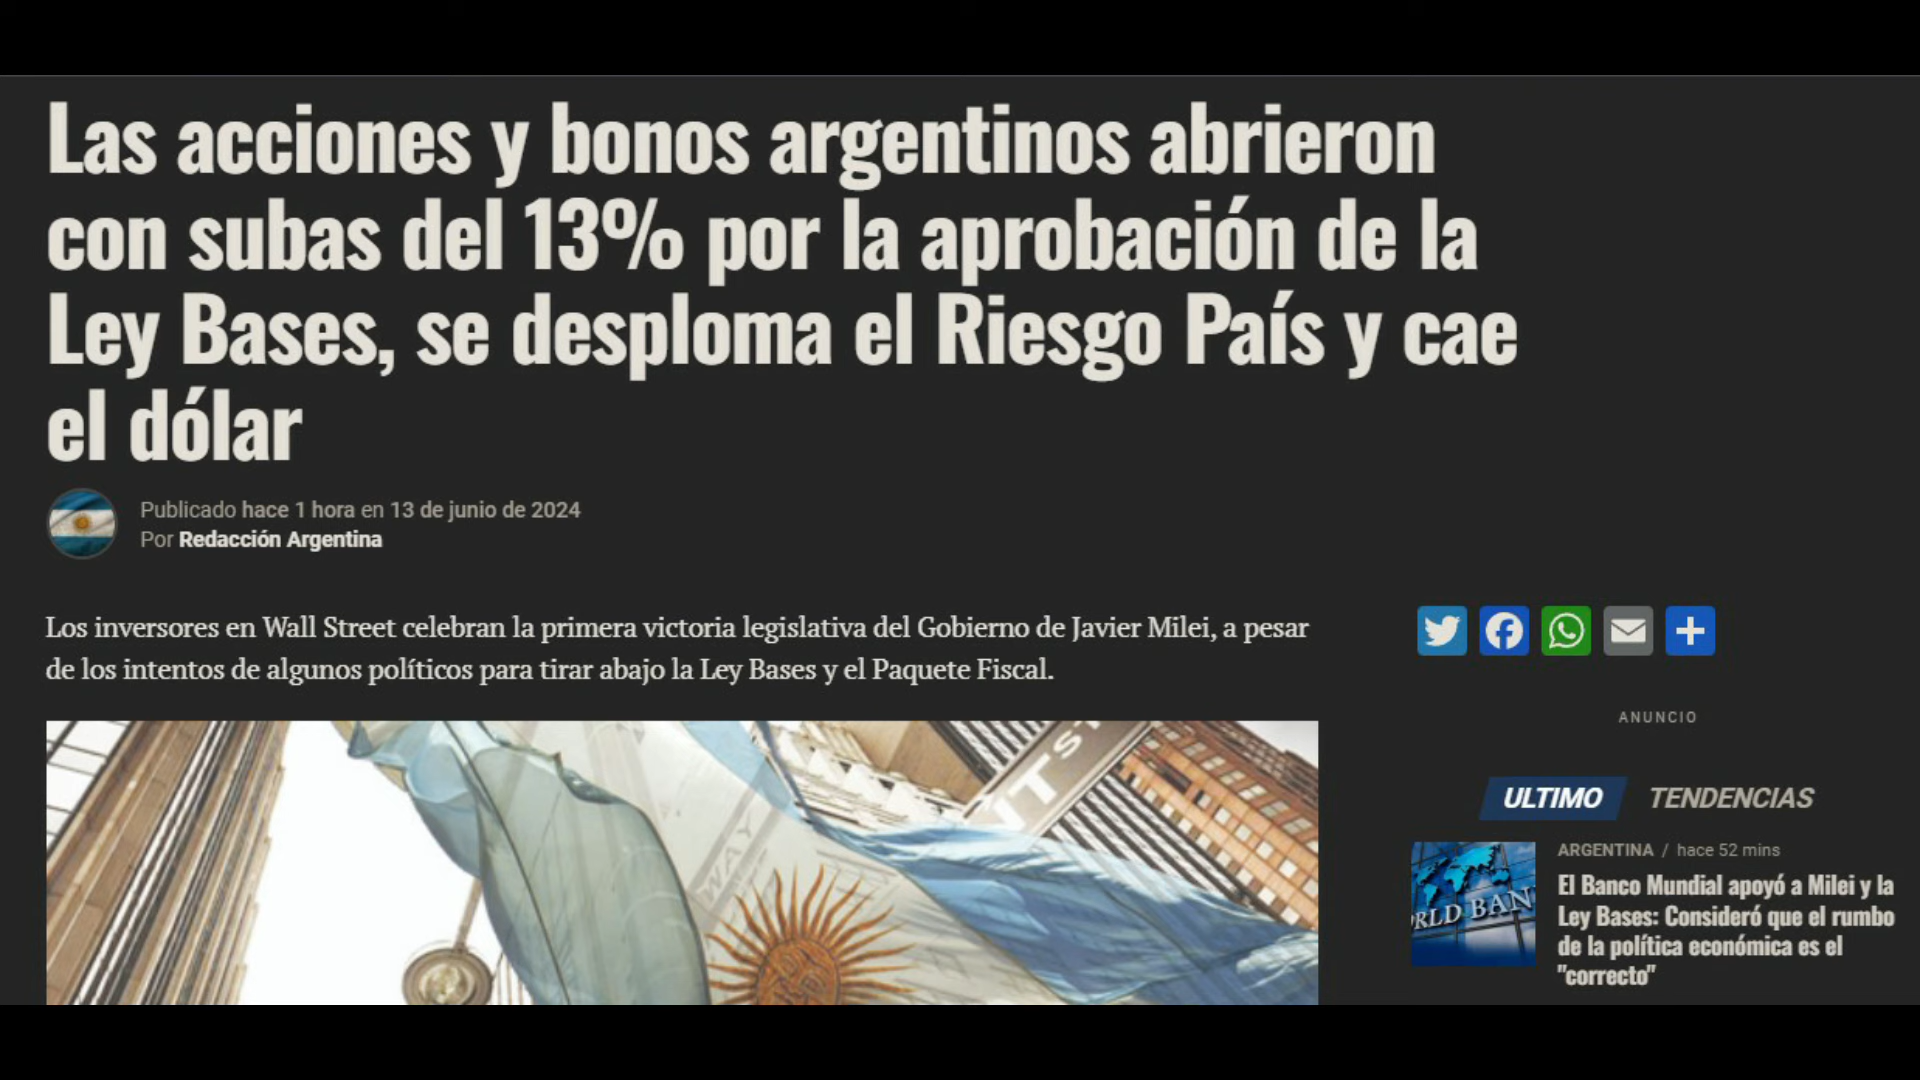 Las acciones y bonos argentinos abrieron
con subas del 13% por la aprobación de la
Ley Bases, se desploma el Riesgo País y cae
el dólar
Publicado hace 1 hora en 13 de junio de 2024
Por Redacción Argentina
Los inversores en Wall Street celebran la primera victoria legislativa del Gobierno de Javier Milei, a pesar
de los intentos de algunos políticos para tirar abajo la Ley Bases y el Paquete Fiscal.
ANUNCIO
ULTIMO TENDENCIAS
ARGENTINA / hace 52 mins
El Banco Mundial apoyó a Milei y la
Ley Bases: Consideró que el rumbo
de la política económica es el
"correcto"
RLD BAN
WAY